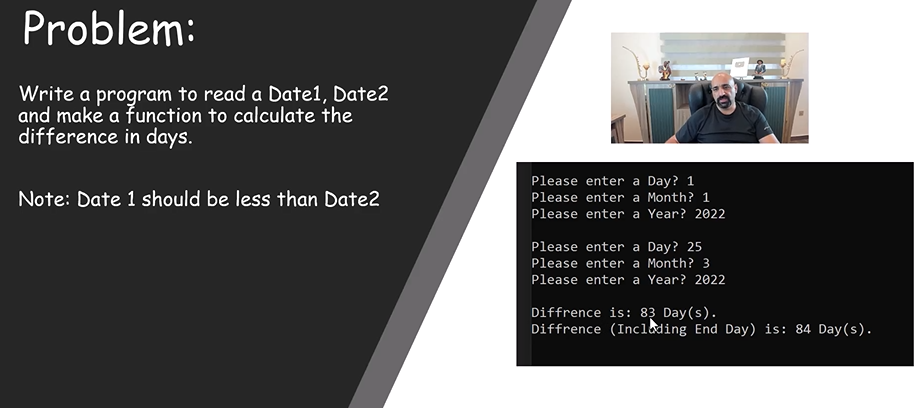 Problem:
Write a program to read a Date1, Date2
and make a function to calculate the
difference in days.
Note: Date 1 should be less than Date2
Please enter a Day? 1
Please enter a Month? 1
Please enter a Year? 2022
Please enter a Day? 25
Please enter a Month? 3
Please enter a Year? 2022
Diffrence is: 83 Day(s).
Diffrence (Including End Day) is: 84 Day(s).